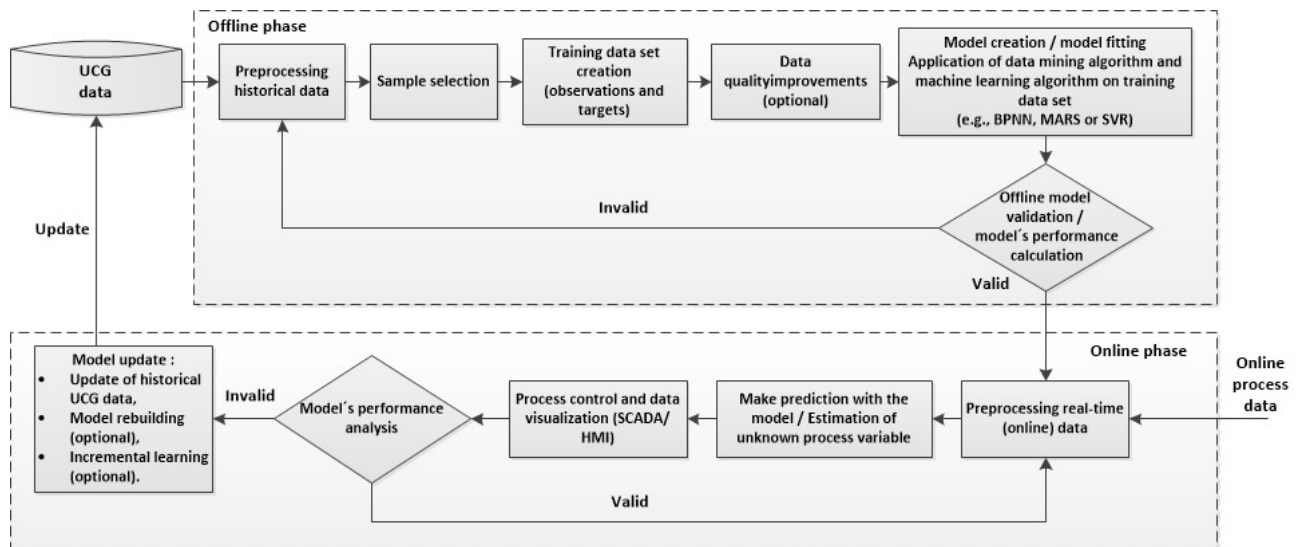 Offline phase
UCG
data
Preprocessing
historical data
Sample selection
Training data set
creation
(observations and
targets)
Data
qualityimprovements
(optional)
Model creation / model fitting
Application of data mining algorithm and
machine learning algorithm on training
data set
(e.g., BPNN, MARS or SVR)
Offline model
validation /
model´s performance
calculation
Invalid
Valid
Update
Online phase
Online
process
data
Preprocessing real-time
(online) data
Make prediction with the
model / Estimation of
unknown process variable
Process control and data
visualization (SCADA/
HMI)
Model´s performance
analysis
Invalid
Valid
Model update :
• Update of historical
UCG data,
• Model rebuilding
(optional),
• Incremental learning
(optional).